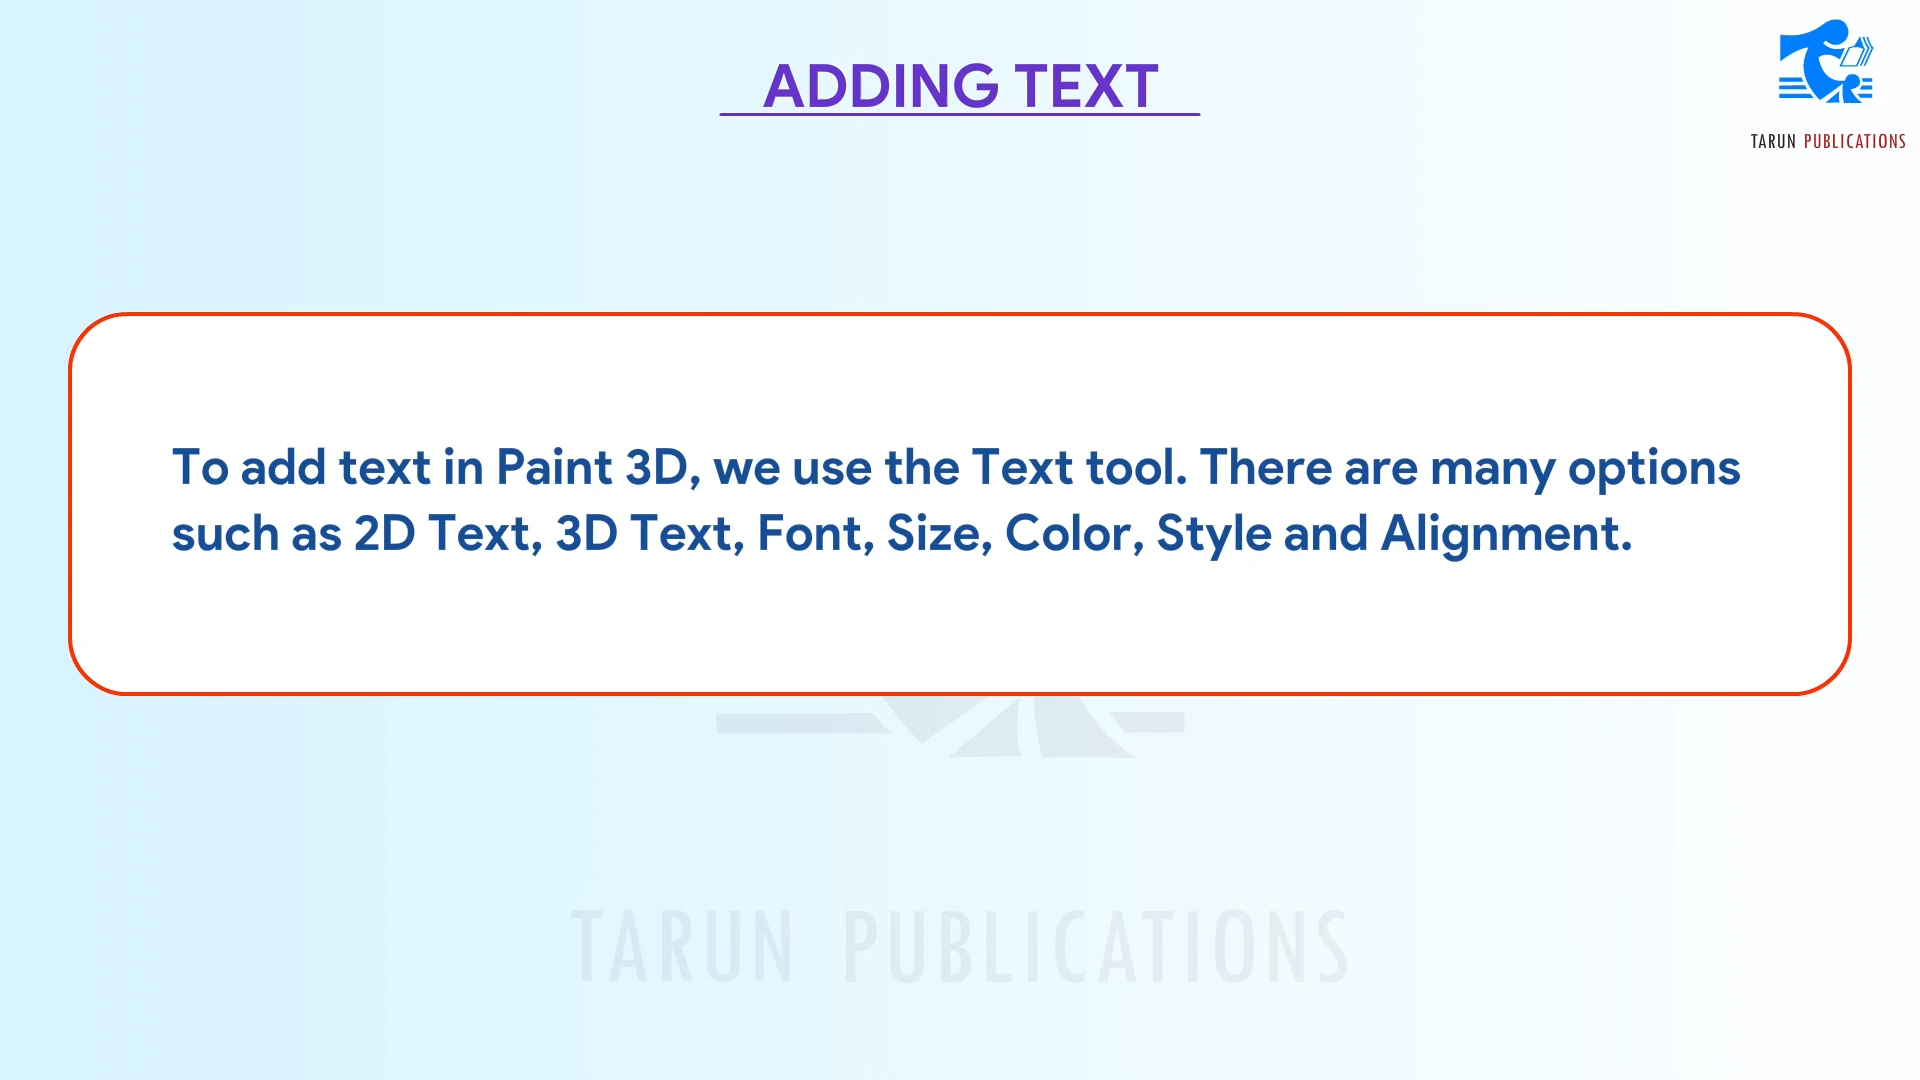 ADDING TEXT
TARUN PUBLICATIONS
To add text in Paint 3D, we use the Text tool. There are many options
such as 2D Text, 3D Text, Font, Size, Color, Style and Alignment.
TARUN PUBLICATIONS